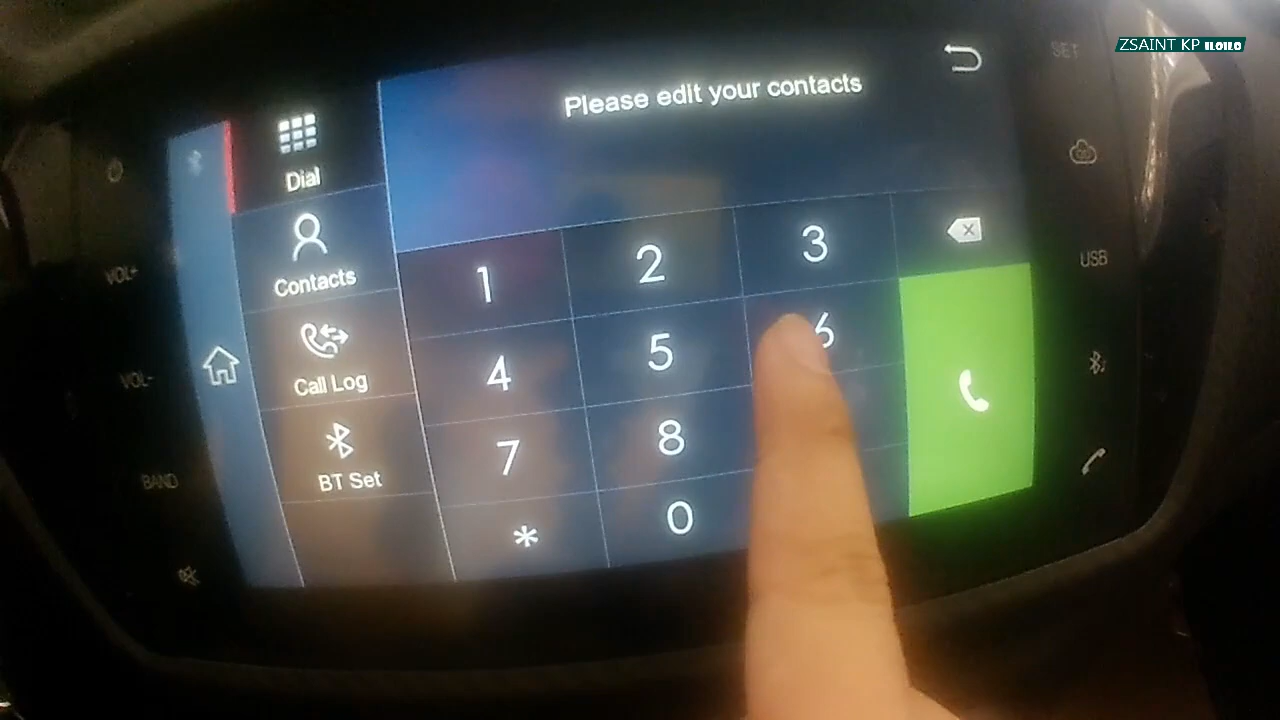 ZSAINT KP ILOILO
SET
Please edit your contacts
Dial
Contacts
Call Log
BT Set
1 2 3
4 5 6
7 8
* 0
VOL+
VOL-
BAND
USB